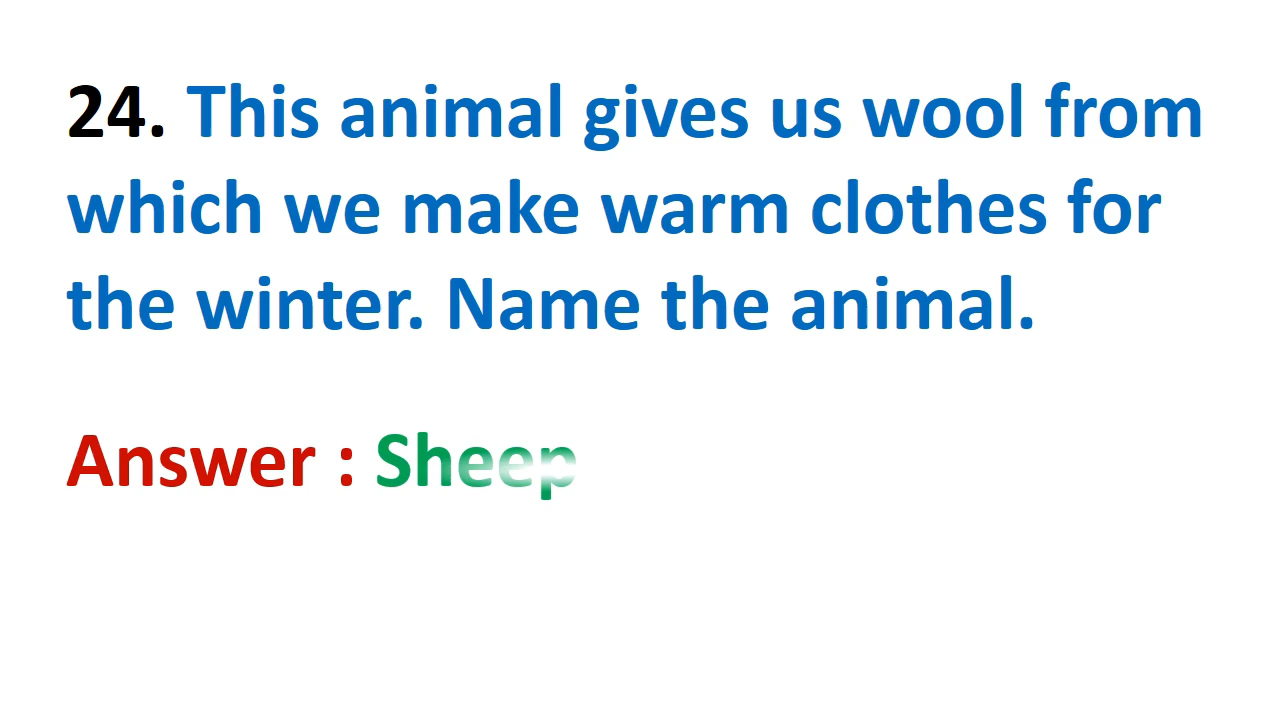 24. This animal gives us wool from
which we make warm clothes for
the winter. Name the animal.
Answer : Sheep